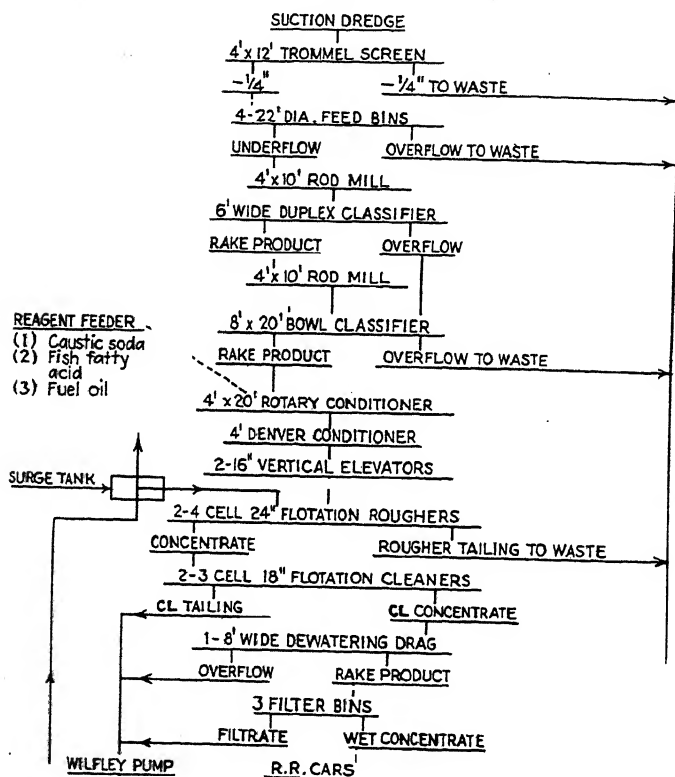 SUCTION DREDGE
4'x 12' TROMMEL SCREEN
-1/4"
-1/4" TO WASTE
4-22' DIA. FEED BINS
UNDERFLOW
OVERFLOW TO WASTE
4'x10' ROD MILL
6' WIDE DUPLEX CLASSIFIER
RAKE PRODUCT
OVERFLOW
4'x10' ROD MILL
8'x 20' BOWL CLASSIFIER
RAKE PRODUCT
OVERFLOW TO WASTE
REAGENT FEEDER
(1) Caustic soda
(2) Fish fatty
acid
(3) Fuel oil
4' x20' ROTARY CONDITIONER
4' DENVER CONDITIONER
2-16" VERTICAL ELEVATORS
SURGE TANK
2-4 CELL 24" FLOTATION ROUGHERS
CONCENTRATE
ROUGHER TAILING TO WASTE
2-3 CELL 18" FLOTATION CLEANERS
CL TAILING
CL CONCENTRATE
1-8' WIDE DEWATERING DRAG
OVERFLOW
RAKE PRODUCT
3 FILTER BINS
FILTRATE
WET CONCENTRATE
WILFLEY PUMP
R.R. CARS